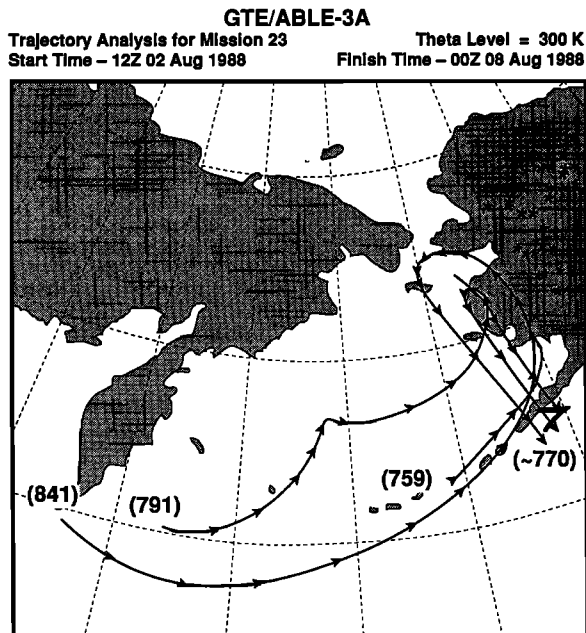 GTE/ABLE-3A
Trajectory Analysis for Mission 23 Theta Level = 300 K
Start Time – 12Z 02 Aug 1988 Finish Time – 00Z 08 Aug 1988
(841)
(791)
(759)
(~770)